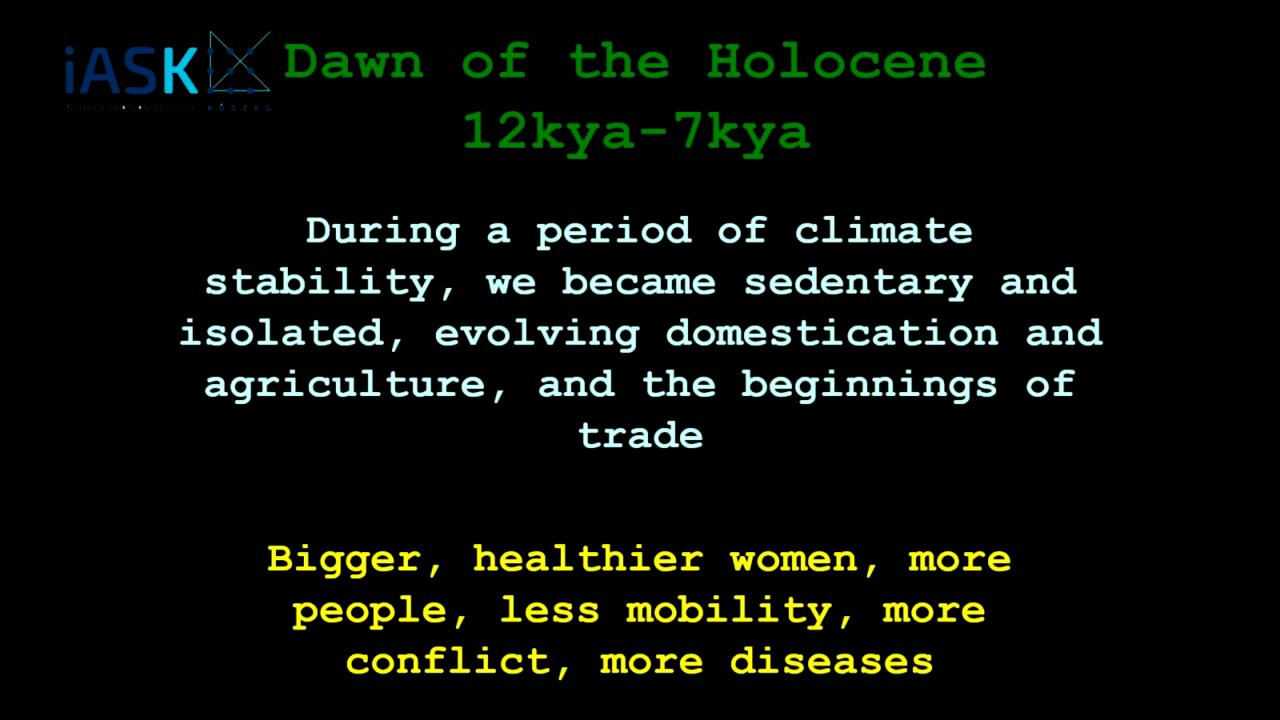 iASK
Dawn of the Holocene
12kya-7kya
KŐSZEG
During a period of climate
stability, we became sedentary and
isolated, evolving domestication and
agriculture, and the beginnings of
trade
Bigger, healthier women, more
people, less mobility, more
conflict, more diseases